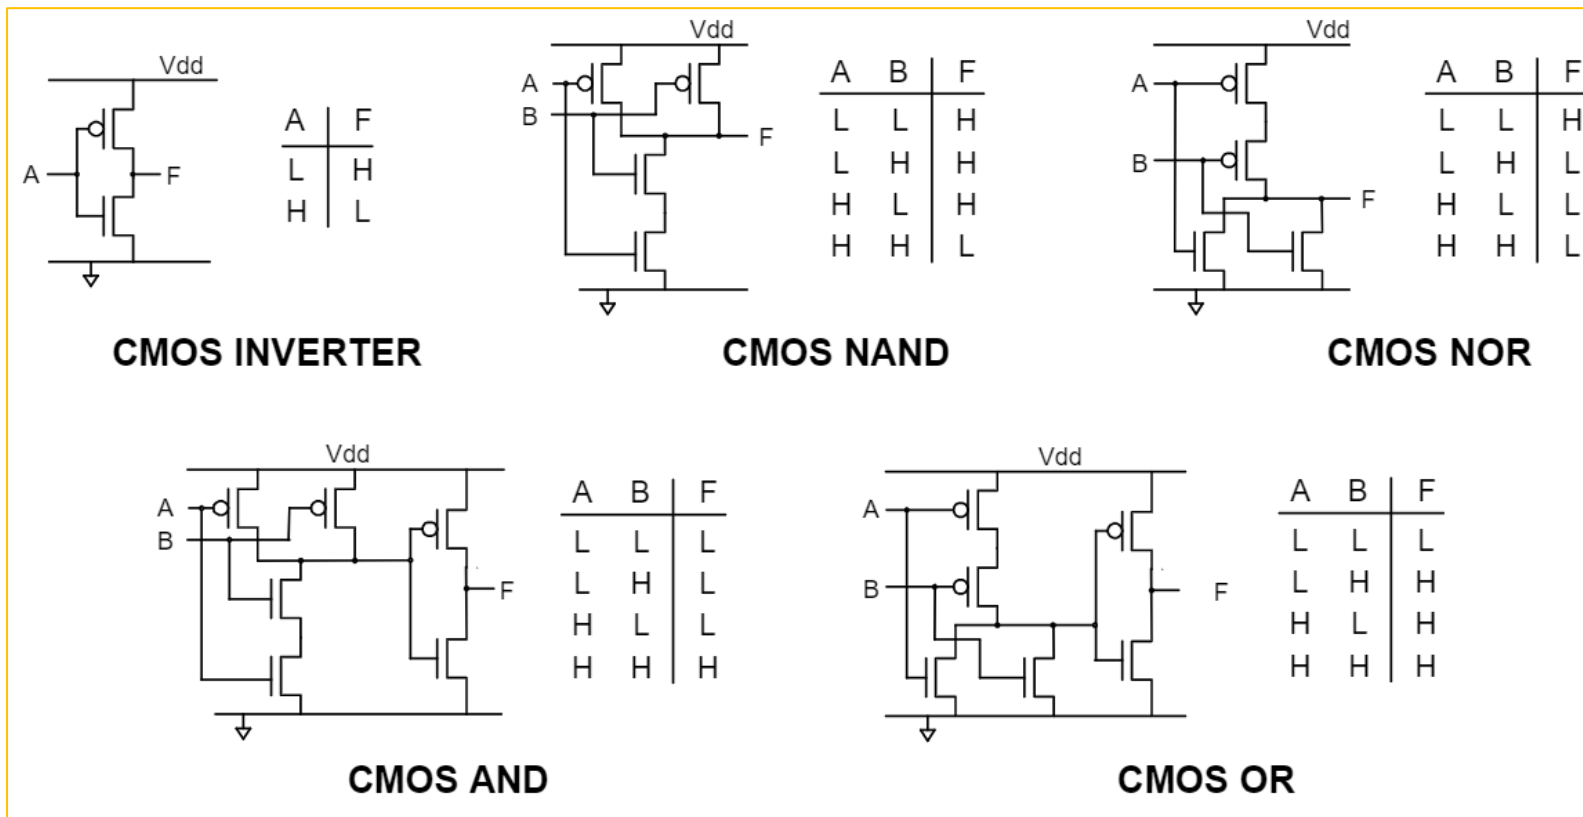 Vdd
A F
A F
L H
H L
CMOS INVERTER
Vdd
A
B
F
A B F
L L H
L H H
H L H
H H L
CMOS NAND
Vdd
A
B
F
A B F
L L H
L H L
H L L
H H L
CMOS NOR
Vdd
A
B
F
A B F
L L L
L H L
H L L
H H H
CMOS AND
Vdd
A
B
F
A B F
L L L
L H H
H L H
H H H
CMOS OR